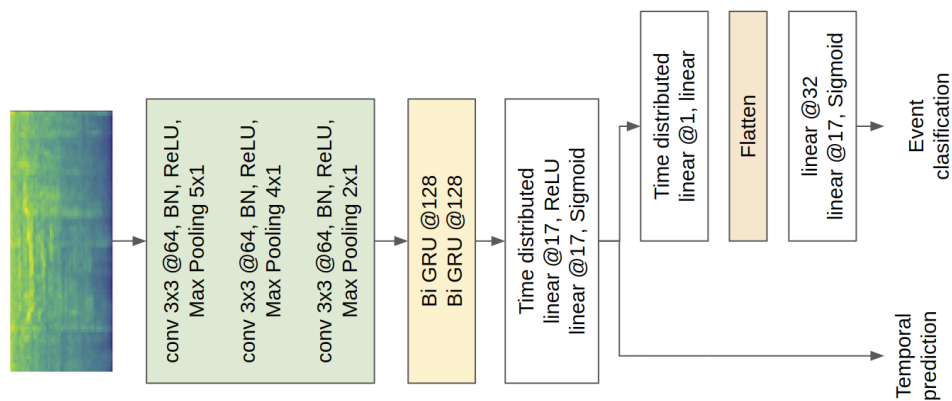 conv 3x3 @64, BN, ReLU,
Max Pooling 5x1
conv 3x3 @64, BN, ReLU,
Max Pooling 4x1
conv 3x3 @64, BN, ReLU,
Max Pooling 2x1
Bi GRU @128
Bi GRU @128
Time distributed
linear @17, ReLU
linear @17, Sigmoid
Time distributed
linear @1, linear
Flatten
linear @32
linear @17, Sigmoid
Event
clasification
Temporal
prediction